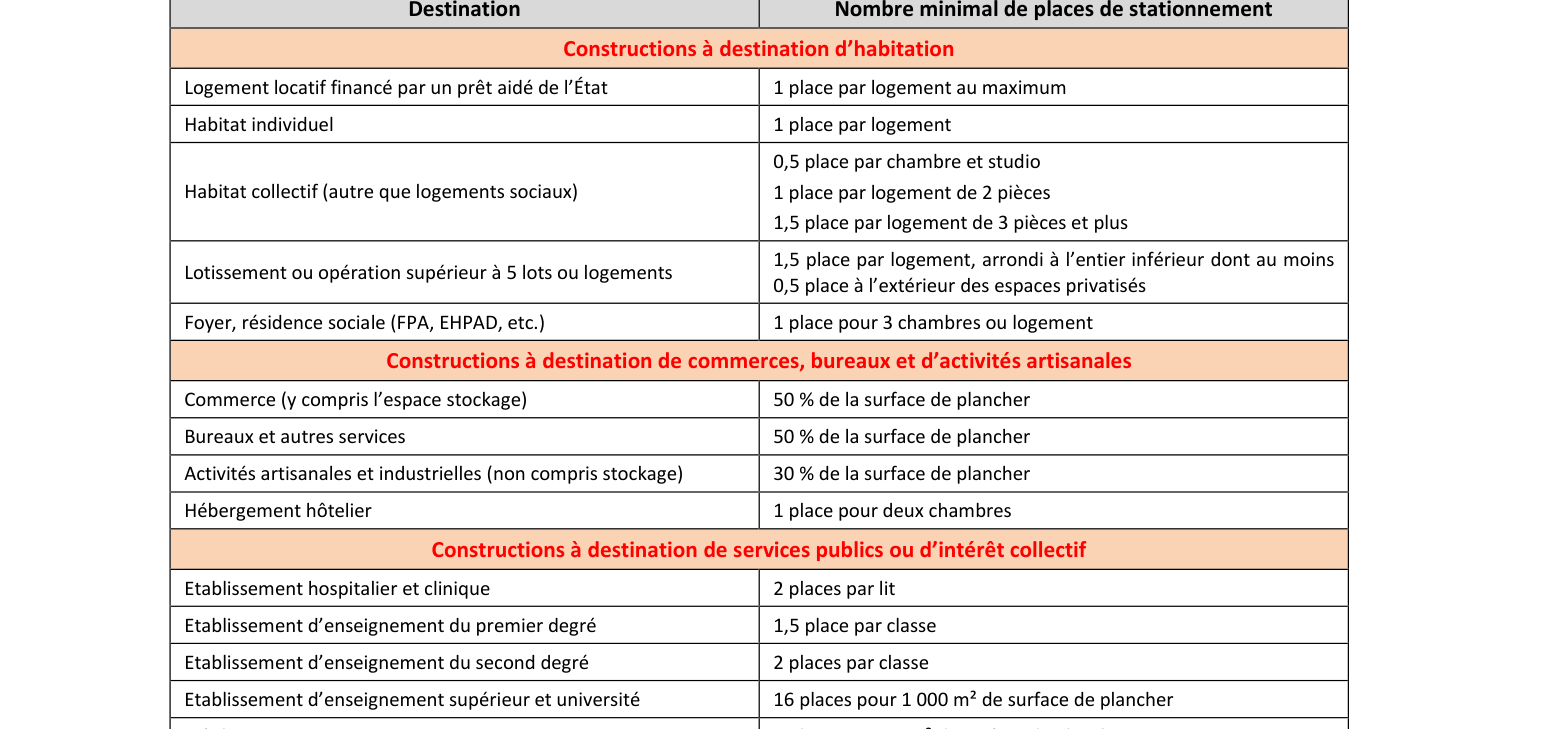 Destination
Nombre minimal de places de stationnement
Constructions à destination d’habitation
Logement locatif financé par un prêt aidé de l’État
1 place par logement au maximum
Habitat individuel
1 place par logement
Habitat collectif (autre que logements sociaux)
0,5 place par chambre et studio
1 place par logement de 2 pièces
1,5 place par logement de 3 pièces et plus
Lotissement ou opération supérieur à 5 lots ou logements
1,5 place par logement, arrondi à l’entier inférieur dont au moins
0,5 place à l’extérieur des espaces privatisés
Foyer, résidence sociale (FPA, EHPAD, etc.)
1 place pour 3 chambres ou logement
Constructions à destination de commerces, bureaux et d’activités artisanales
Commerce (y compris l’espace stockage)
50 % de la surface de plancher
Bureaux et autres services
50 % de la surface de plancher
Activités artisanales et industrielles (non compris stockage)
30 % de la surface de plancher
Hébergement hôtelier
1 place pour deux chambres
Constructions à destination de services publics ou d’intérêt collectif
Etablissement hospitalier et clinique
2 places par lit
Etablissement d’enseignement du premier degré
1,5 place par classe
Etablissement d’enseignement du second degré
2 places par classe
Etablissement d’enseignement supérieur et université
16 places pour 1 000 m² de surface de plancher